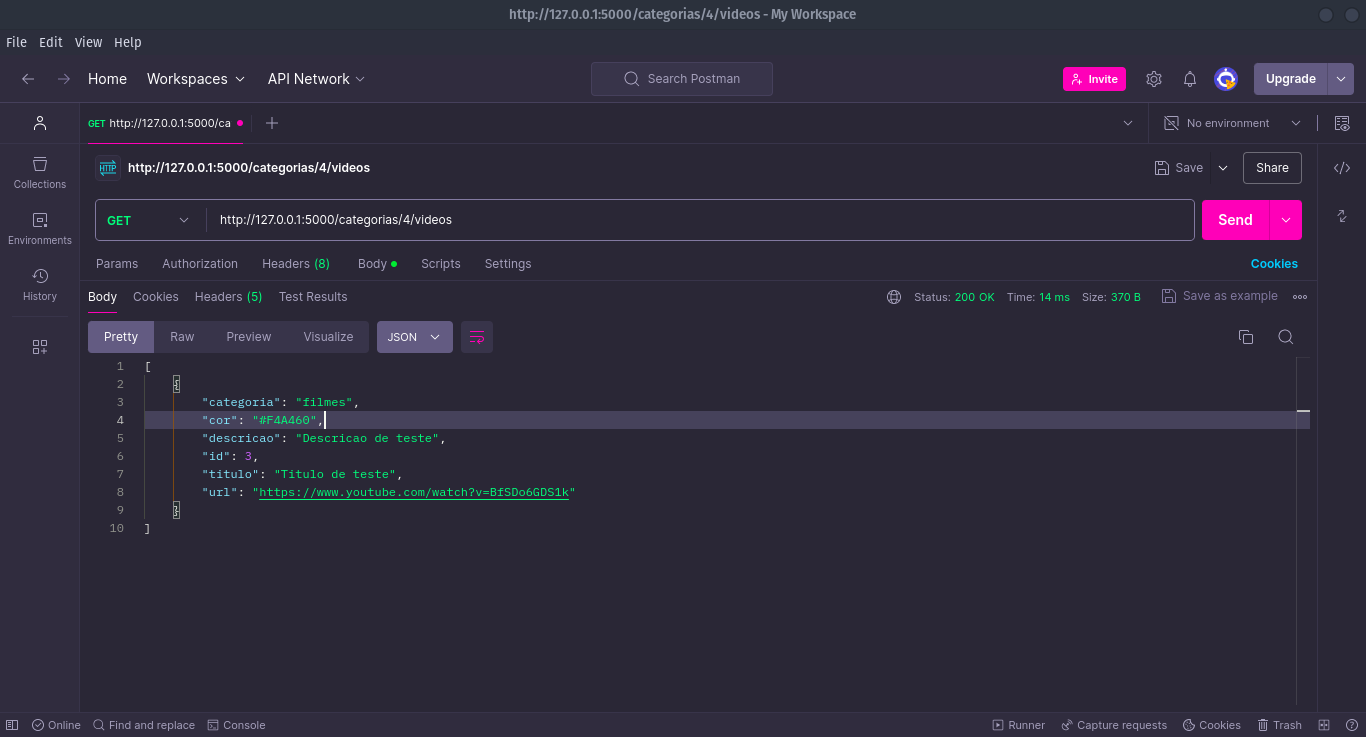 http://127.0.0.1:5000/categorias/4/videos - My Workspace
File Edit View Help
Home Workspaces API Network Search Postman Invite Upgrade
GET http://127.0.0.1:5000/ca No environment
HTTP http://127.0.0.1:5000/categorias/4/videos Save Share
GET http://127.0.0.1:5000/categorias/4/videos Send
Collections
Environments
History
Params Authorization Headers (8) Body Scripts Settings Cookies
Body Cookies Headers (5) Test Results Status: 200 OK Time: 14 ms Size: 370 B Save as example
Pretty Raw Preview Visualize JSON
1 [
2 {
3 "categoria": "filmes",
4 "cor": "#F4A460",
5 "descricao": "Descricao de teste",
6 "id": 3,
7 "titulo": "Titulo de teste",
8 "url": "https://www.youtube.com/watch?v=BfSDo6GDS1k"
9 }
10 ]
Online Find and replace Console Runner Capture requests Cookies Trash